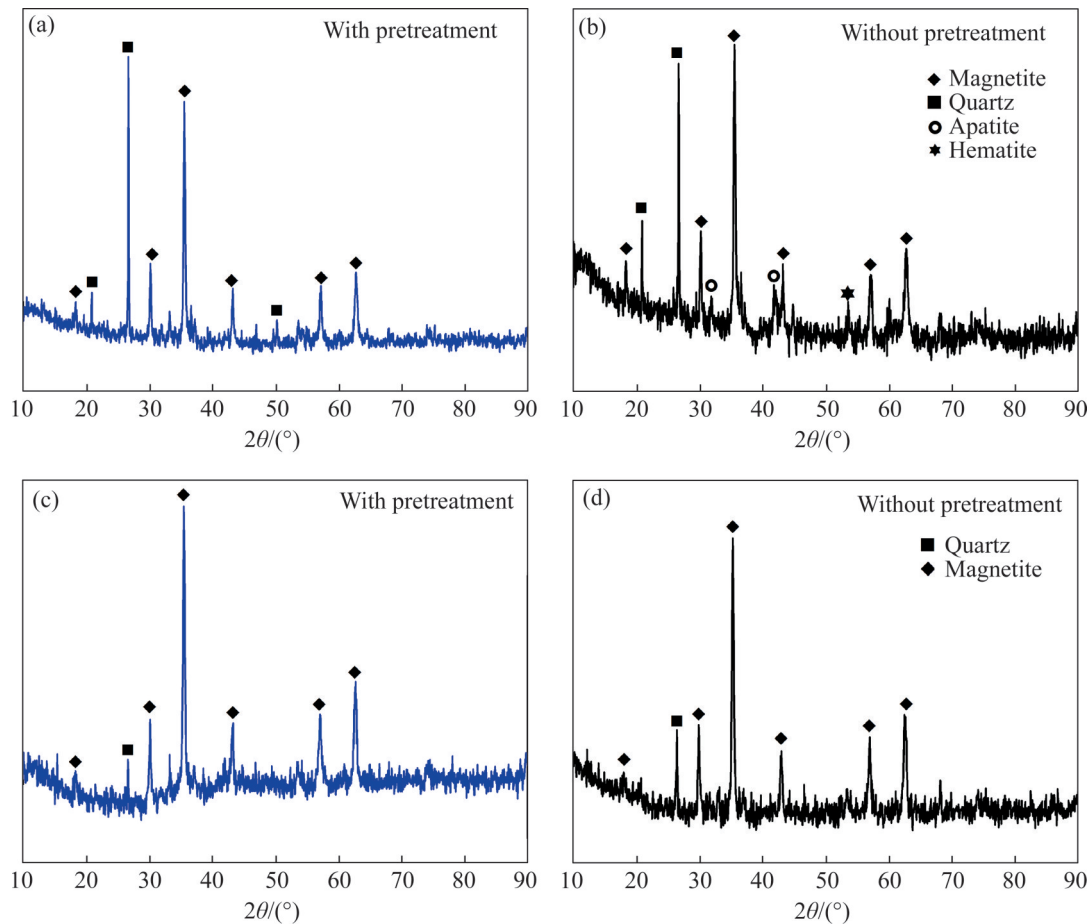 (a) With pretreatment
10 20 30 40 50 60 70 80 90
2θ/(°)
(b) Without pretreatment
Magnetite
Quartz
Apatite
Hematite
10 20 30 40 50 60 70 80 90
2θ/(°)
(c) With pretreatment
10 20 30 40 50 60 70 80 90
2θ/(°)
(d) Without pretreatment
Quartz
Magnetite
10 20 30 40 50 60 70 80 90
2θ/(°)